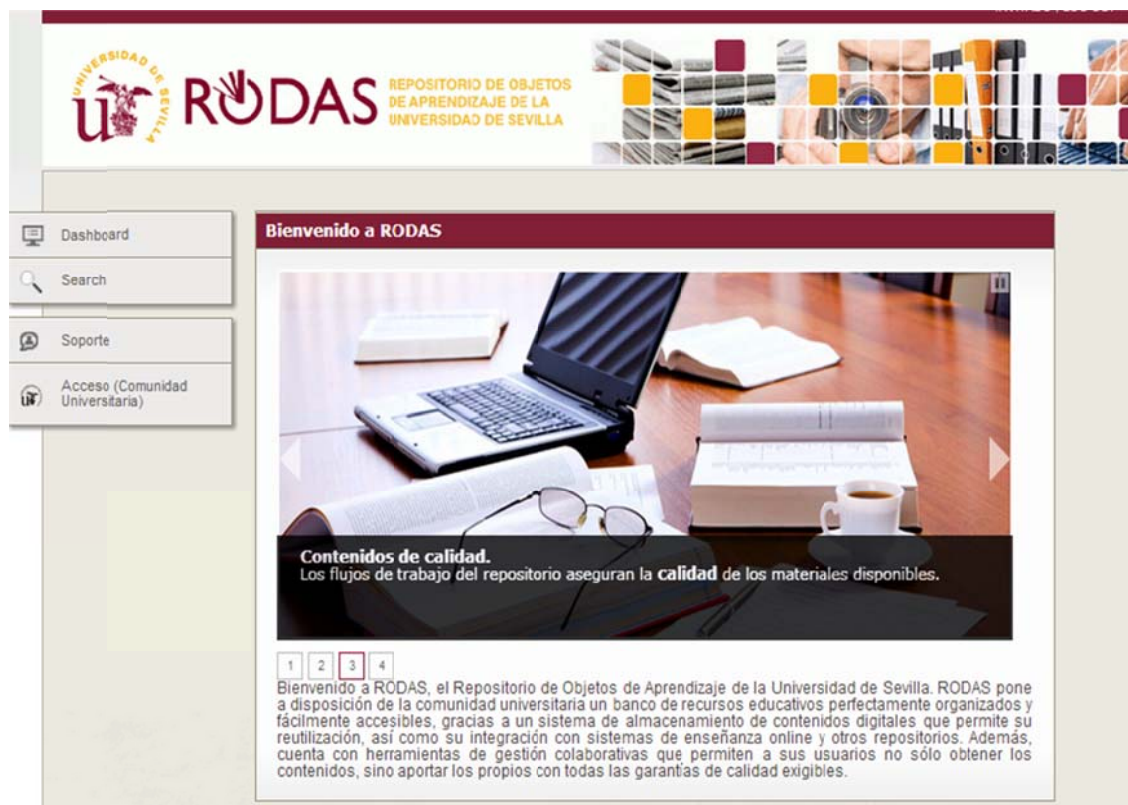 UNIVERSIDAD DE SEVILLA
RODAS
REPOSITORIO DE OBJETOS
DE APRENDIZAJE DE LA
UNIVERSIDAD DE SEVILLA
Dashboard
Search
Soporte
Acceso (Comunidad
Universitaria)
Bienvenido a RODAS
Contenidos de calidad.
Los flujos de trabajo del repositorio aseguran la calidad de los materiales disponibles.
1 2 3 4
Bienvenido a RODAS, el Repositorio de Objetos de Aprendizaje de la Universidad de Sevilla. RODAS pone
a disposición de la comunidad universitaria un banco de recursos educativos perfectamente organizados y
fácilmente accesibles, gracias a un sistema de almacenamiento de contenidos digitales que permite su
reutilización, así como su integración con sistemas de enseñanza online y otros repositorios. Además,
cuenta con herramientas de gestión colaborativas que permiten a sus usuarios no sólo obtener los
contenidos, sino aportar los propios con todas las garantías de calidad exigibles.